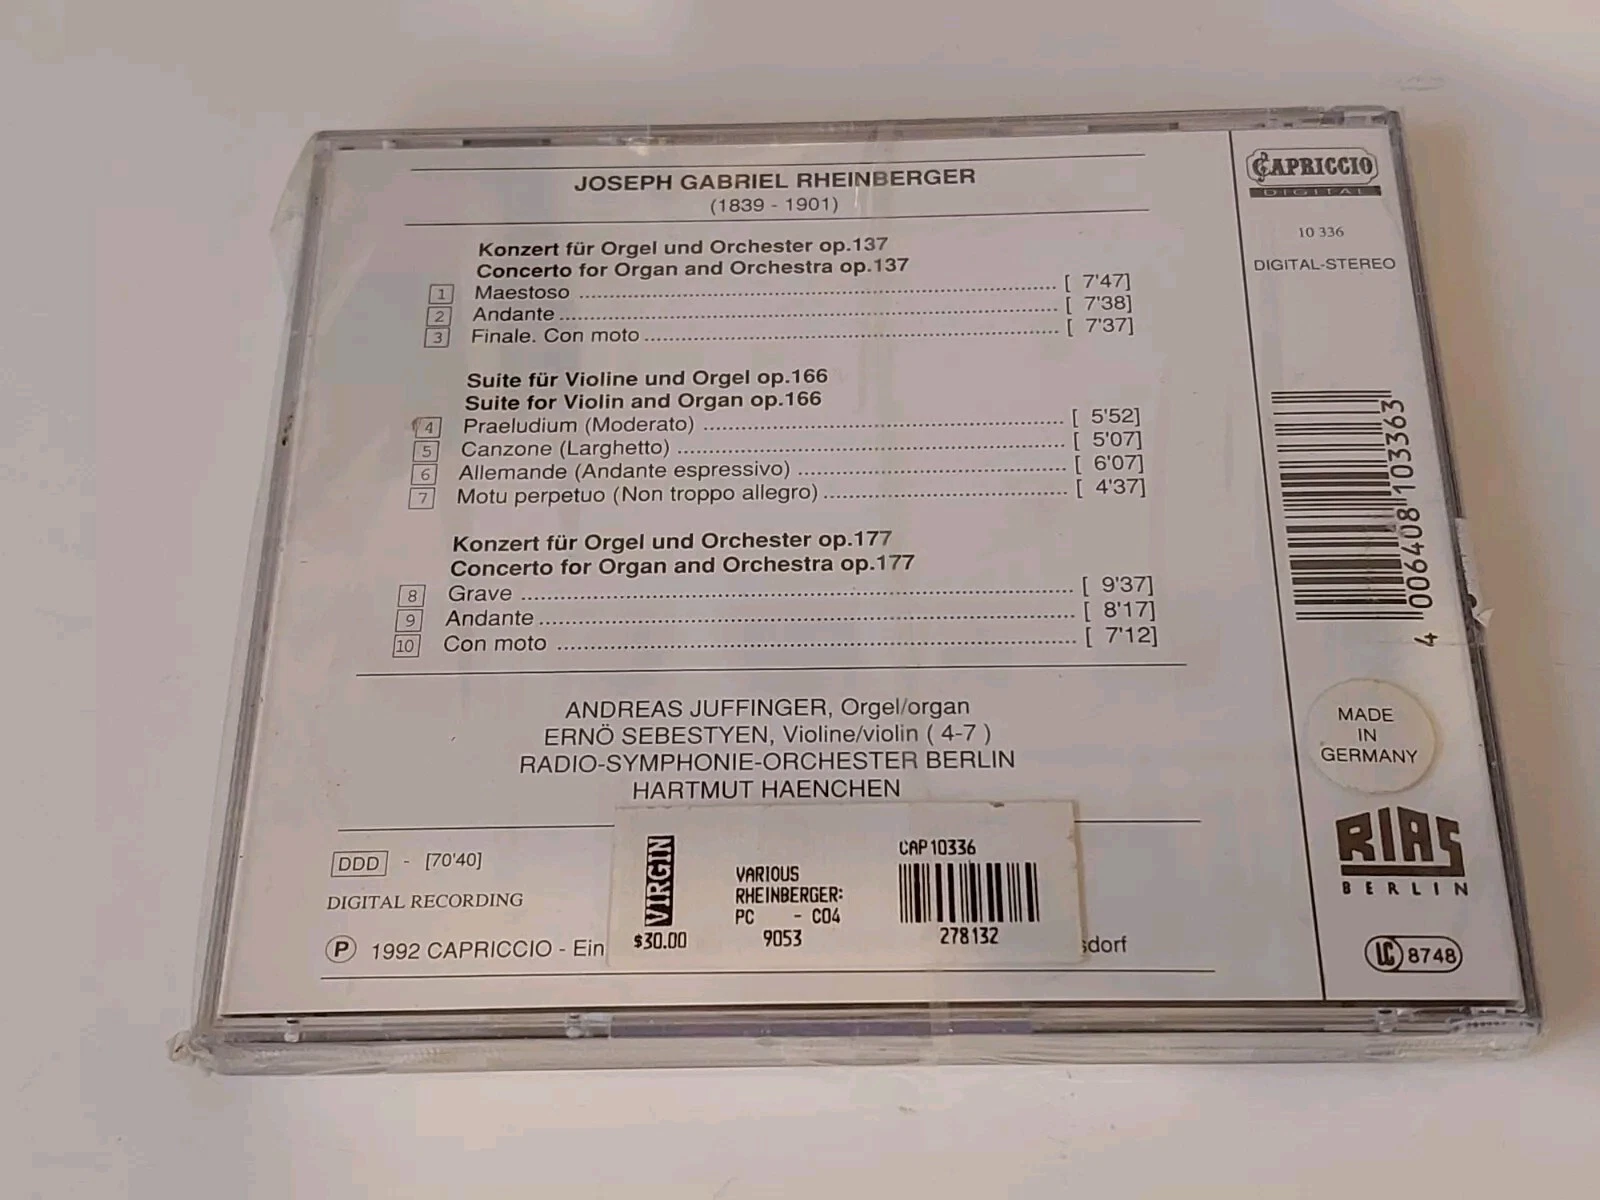 JOSEPH GABRIEL RHEINBERGER
(1839 - 1901)
Konzert für Orgel und Orchester op.137
Concerto for Organ and Orchestra op.137
1 Maestoso [ 7'47]
2 Andante [ 7'38]
3 Finale. Con moto [ 7'37]
Suite für Violine und Orgel op.166
Suite for Violin and Organ op.166
4 Praeludium (Moderato) [ 5'52]
5 Canzone (Larghetto) [ 5'07]
6 Allemande (Andante espressivo) [ 6'07]
7 Motu perpetuo (Non troppo allegro) [ 4'37]
Konzert für Orgel und Orchester op.177
Concerto for Organ and Orchestra op.177
8 Grave [ 9'37]
9 Andante [ 8'17]
10 Con moto [ 7'12]
ANDREAS JUFFINGER, Orgel/organ
ERNÖ SEBESTYEN, Violine/violin ( 4-7 )
RADIO-SYMPHONIE-ORCHESTER BERLIN
HARTMUT HAENCHEN
DDD - [70'40]
DIGITAL RECORDING
P 1992 CAPRICCIO - Ein
sdorf
VIRGIN
$30.00
VARIOUS
RHEINBERGER:
PC - CO4
9053
CAP 10336
278132
CAPRICCIO
DIGITAL
10 336
DIGITAL-STEREO
4 006408 103363
MADE
IN
GERMANY
RIAS
BERLIN
LC 8748